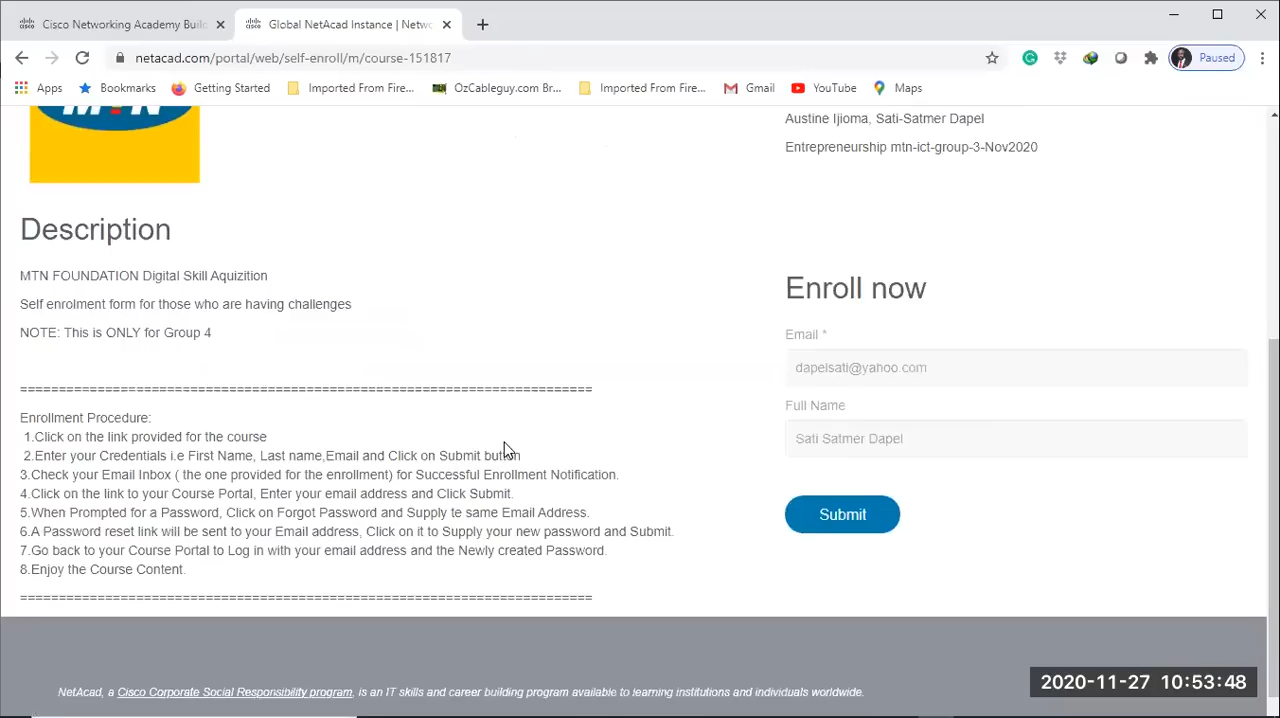 Cisco Networking Academy Buil
Global NetAcad Instance | Netwo
netacad.com/portal/web/self-enroll/m/course-151817
Paused
Apps
Bookmarks
Getting Started
Imported From Fire...
OzCableguy.com Br...
Imported From Fire...
Gmail
YouTube
Maps
MTN
Austine Ijioma, Sati-Satmer Dapel
Entrepreneurship mtn-ict-group-3-Nov2020
Description
MTN FOUNDATION Digital Skill Aquizition
Self enrolment form for those who are having challenges
NOTE: This is ONLY for Group 4
==========================================================================
Enrollment Procedure:
1.Click on the link provided for the course
2.Enter your Credentials i.e First Name, Last name,Email and Click on Submit button
3.Check your Email Inbox ( the one provided for the enrollment) for Successful Enrollment Notification.
4.Click on the link to your Course Portal, Enter your email address and Click Submit.
5.When Prompted for a Password, Click on Forgot Password and Supply te same Email Address.
6.A Password reset link will be sent to your Email address, Click on it to Supply your new password and Submit.
7.Go back to your Course Portal to Log in with your email address and the Newly created Password.
8.Enjoy the Course Content.
==========================================================================
Enroll now
Email *
dapelsati@yahoo.com
Full Name
Sati Satmer Dapel
Submit
NetAcad, a Cisco Corporate Social Responsibility program, is an IT skills and career building program available to learning institutions and individuals worldwide.
2020-11-27 10:53:48